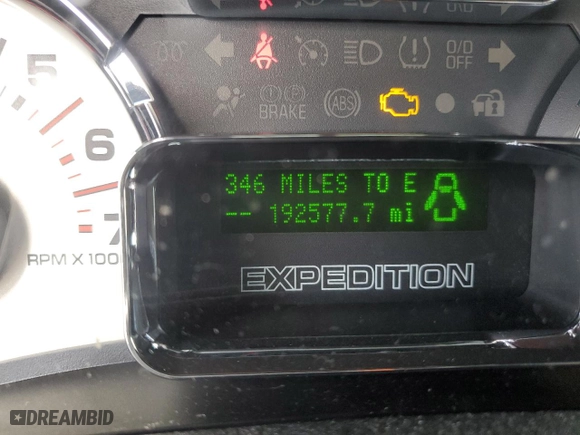 O/D
OFF
BRAKE
ABS
5
6
7
RPM X 100
346 MILES TO E
-- 192577.7 mi
EXPEDITION
DREAMBID